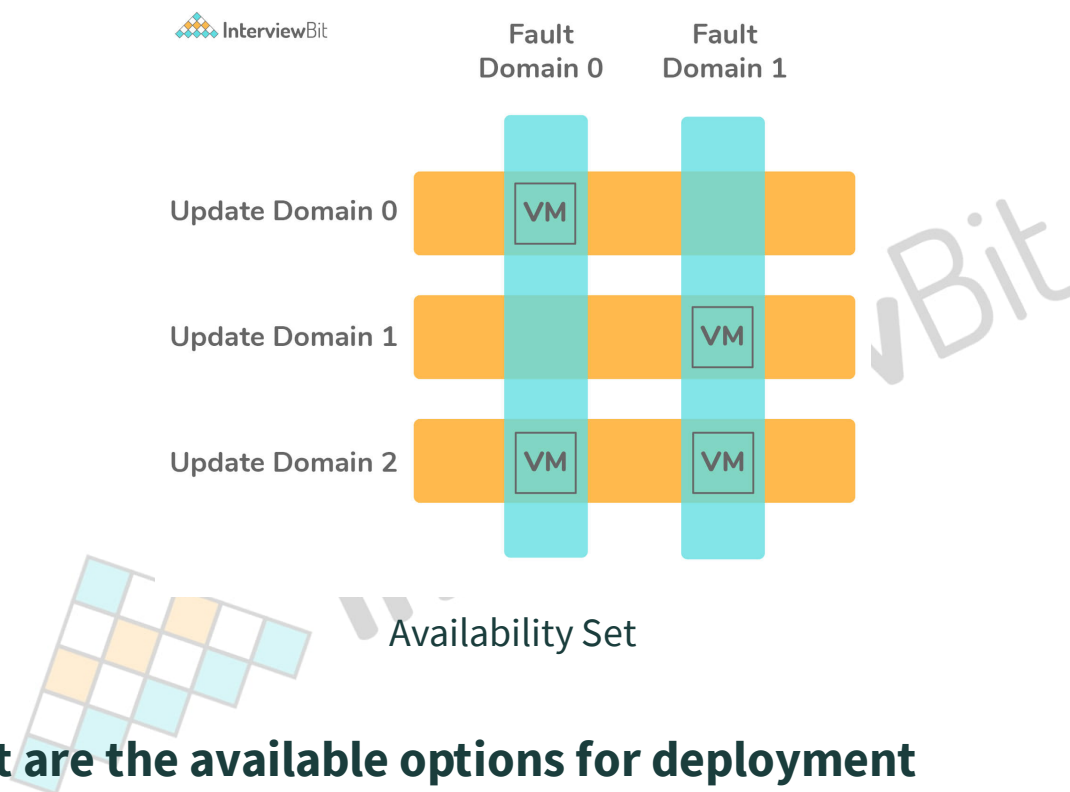 InterviewBit
Fault Domain 0
Fault Domain 1
Update Domain 0
VM
Update Domain 1
VM
Update Domain 2
VM
VM
Bit
Availability Set
are the available options for deployment